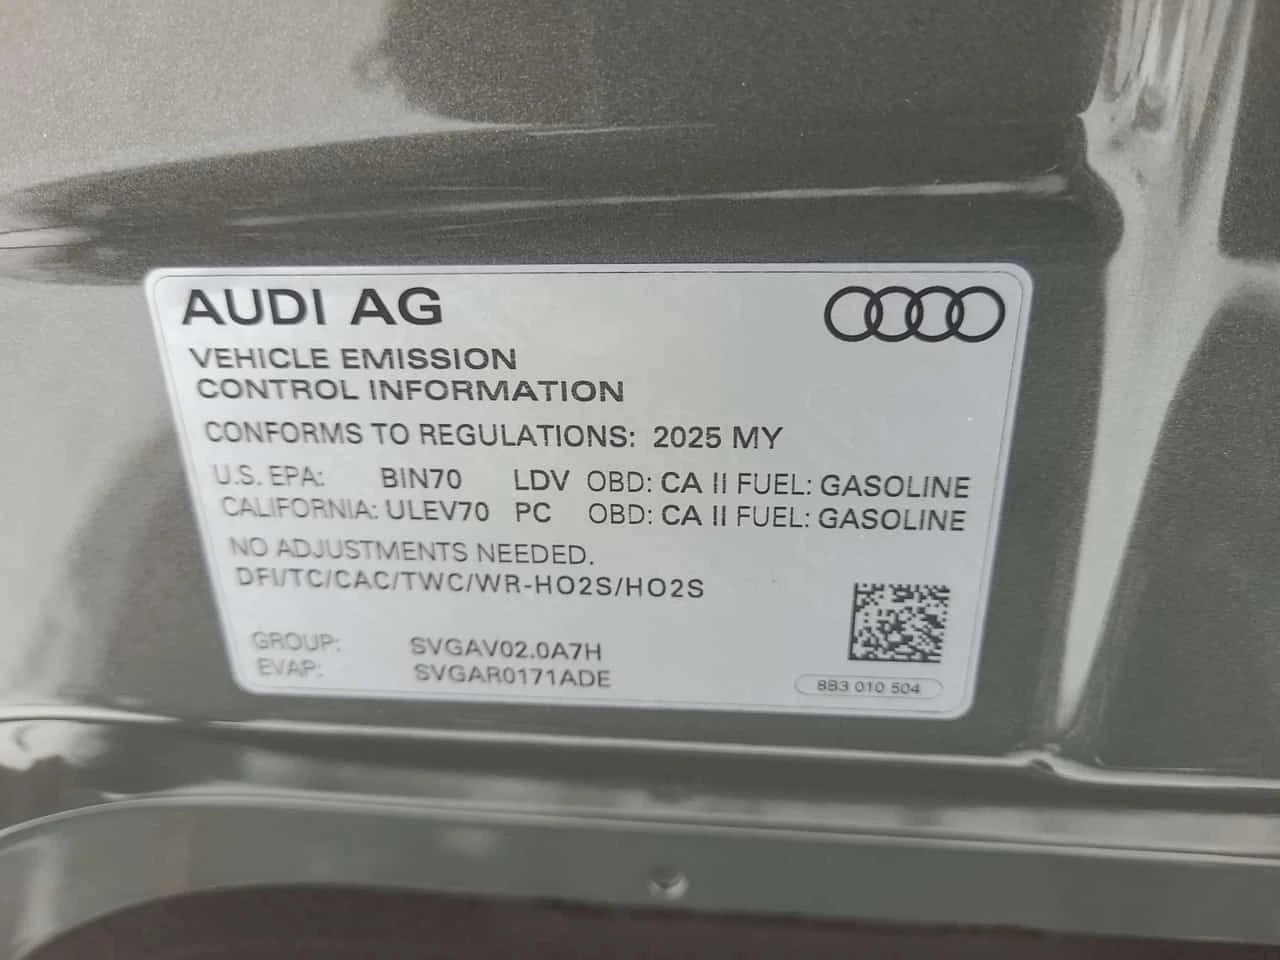 AUDI AG
VEHICLE EMISSION
CONTROL INFORMATION
CONFORMS TO REGULATIONS: 2025 MY
U.S. EPA: BIN70 LDV OBD: CA II FUEL: GASOLINE
CALIFORNIA: ULEV70 PC OBD: CA II FUEL: GASOLINE
NO ADJUSTMENTS NEEDED.
DFI/TC/CAC/TWC/WR-HO2S/HO2S
GROUP: SVGAV02.0A7H
EVAP: SVGAR0171ADE
8B3 010 504